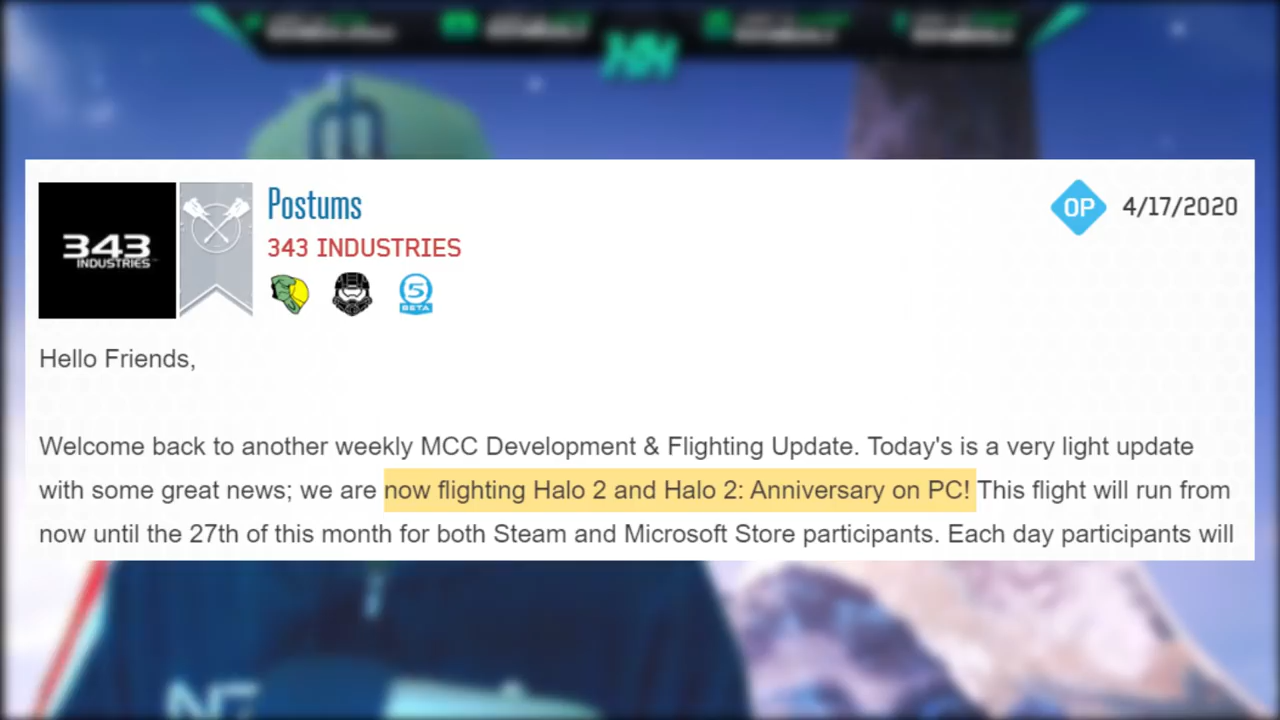 HH
343
INDUSTRIES
Postums
343 INDUSTRIES
5
BETA
OP
4/17/2020
Hello Friends,
Welcome back to another weekly MCC Development & Flighting Update. Today's is a very light update
with some great news; we are now flighting Halo 2 and Halo 2: Anniversary on PC! This flight will run from
now until the 27th of this month for both Steam and Microsoft Store participants. Each day participants will